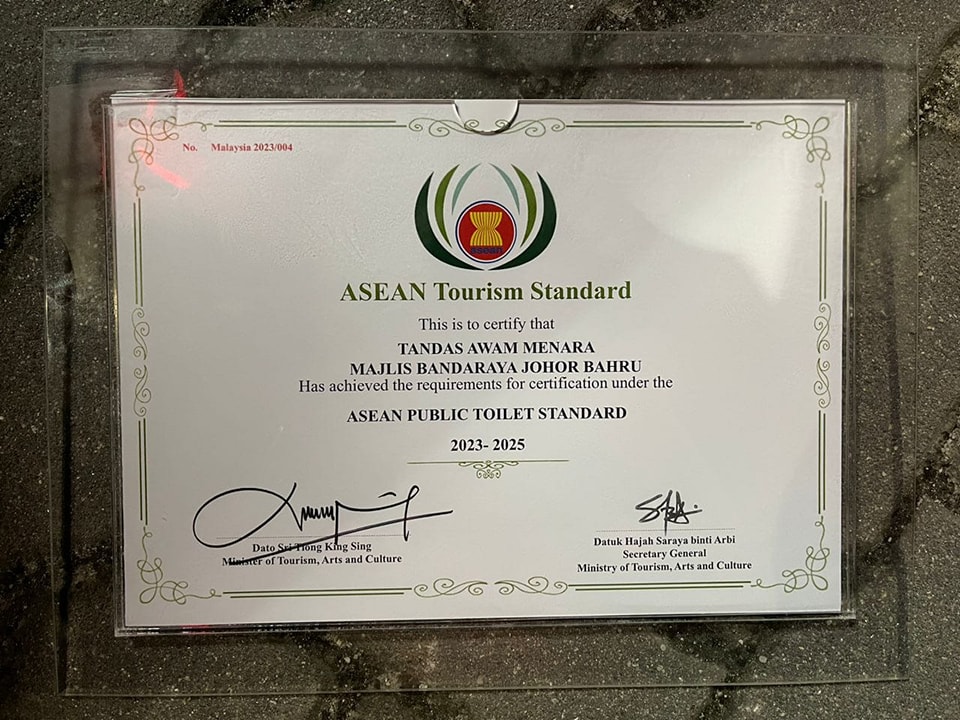 No. Malaysia 2023/004
ASEAN
ASEAN Tourism Standard
This is to certify that
TANDAS AWAM MENARA
MAJLIS BANDARAYA JOHOR BAHRU
Has achieved the requirements for certification under the
ASEAN PUBLIC TOILET STANDARD
2023- 2025
Dato Sri Tiong King Sing
Minister of Tourism, Arts and Culture
Datuk Hajah Saraya binti Arbi
Secretary General
Ministry of Tourism, Arts and Culture